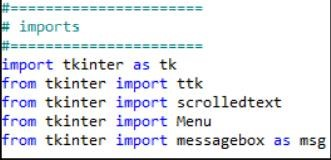 #======================
# imports
#======================
import tkinter as tk
from tkinter import ttk
from tkinter import scrolledtext
from tkinter import Menu
from tkinter import messagebox as msg